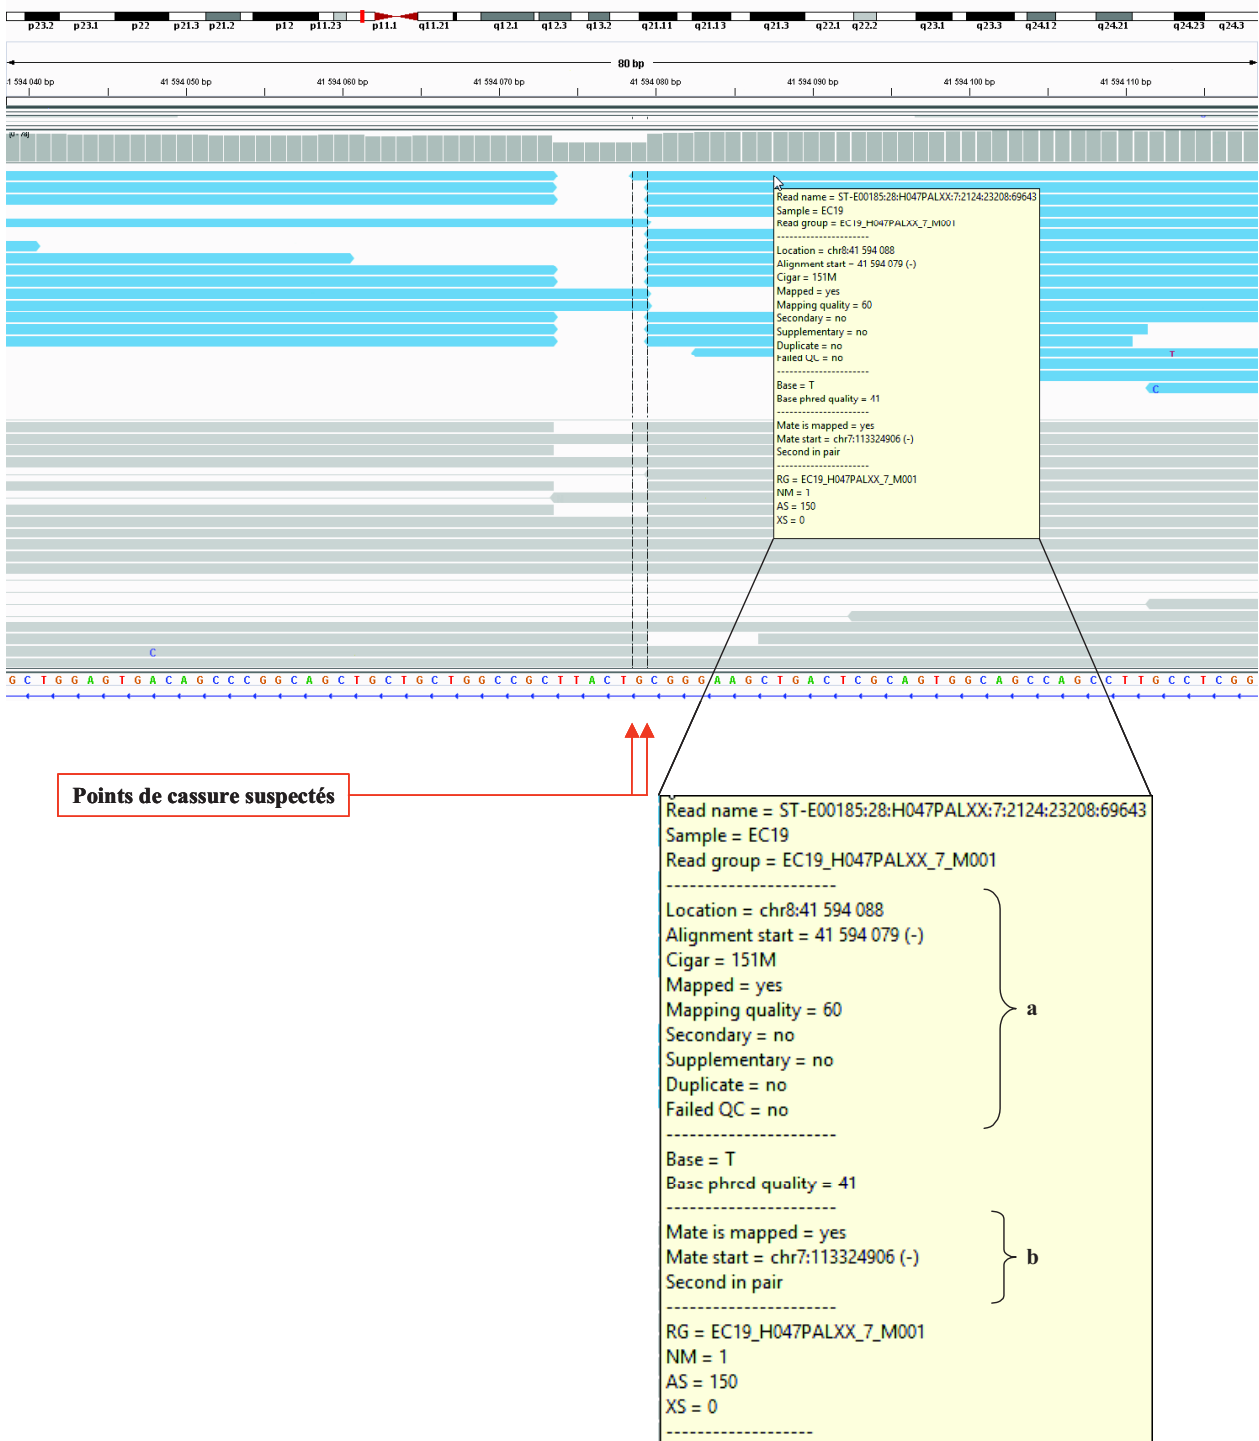 p23.2 p23.1 p22 p21.3 p21.2 p12 p11.23 p11.1 q11.21 q12.1 q12.3 q13.2 q21.11 q21.13 q21.3 q22.1 q22.2 q23.1 q23.3 q24.12 q24.21 q24.23 q24.3
80 bp
41 594 040 bp 41 594 050 bp 41 594 060 bp 41 594 070 bp 41 594 080 bp 41 594 090 bp 41 594 100 bp 41 594 110 bp
Read name = ST-E00185:28:H047PALXX:7:2124:23208:69643
Sample = EC19
Read group = EC19_H047PALXX_7_M001
----------------------
Location = chr8:41 594 088
Alignment start = 41 594 079 (-)
Cigar = 151M
Mapped = yes
Mapping quality = 60
Secondary = no
Supplementary = no
Duplicate = no
Failed QC = no
----------------------
Base = T
Base phred quality = 41
----------------------
Mate is mapped = yes
Mate start = chr7:113324906 (-)
Second in pair
----------------------
RG = EC19_H047PALXX_7_M001
NM = 1
AS = 150
XS = 0
T
C
C
G C T G G A G T G A C A G C C C G G C A G C T G C T G C T G G C C G C T T A C T G C G G G A A G C T G A C T C G C A G T G G C A G C C A G C C T T G C C T C G G
Points de cassure suspectés
Read name = ST-E00185:28:H047PALXX:7:2124:23208:69643
Sample = EC19
Read group = EC19_H047PALXX_7_M001
----------------------
Location = chr8:41 594 088
Alignment start = 41 594 079 (-)
Cigar = 151M
Mapped = yes
Mapping quality = 60
Secondary = no
Supplementary = no
Duplicate = no
Failed QC = no
a
----------------------
Base = T
Base phred quality = 41
----------------------
Mate is mapped = yes
Mate start = chr7:113324906 (-)
Second in pair
b
----------------------
RG = EC19_H047PALXX_7_M001
NM = 1
AS = 150
XS = 0
-------------------